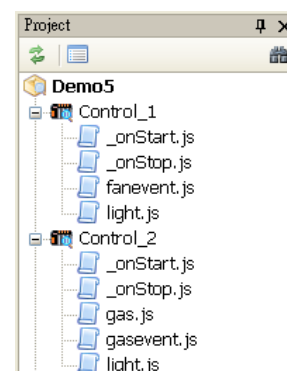 Project
Demo5
Control_1
_onStart.js
_onStop.js
fanevent.js
light.js
Control_2
_onStart.js
_onStop.js
gas.js
gasevent.js
light.js